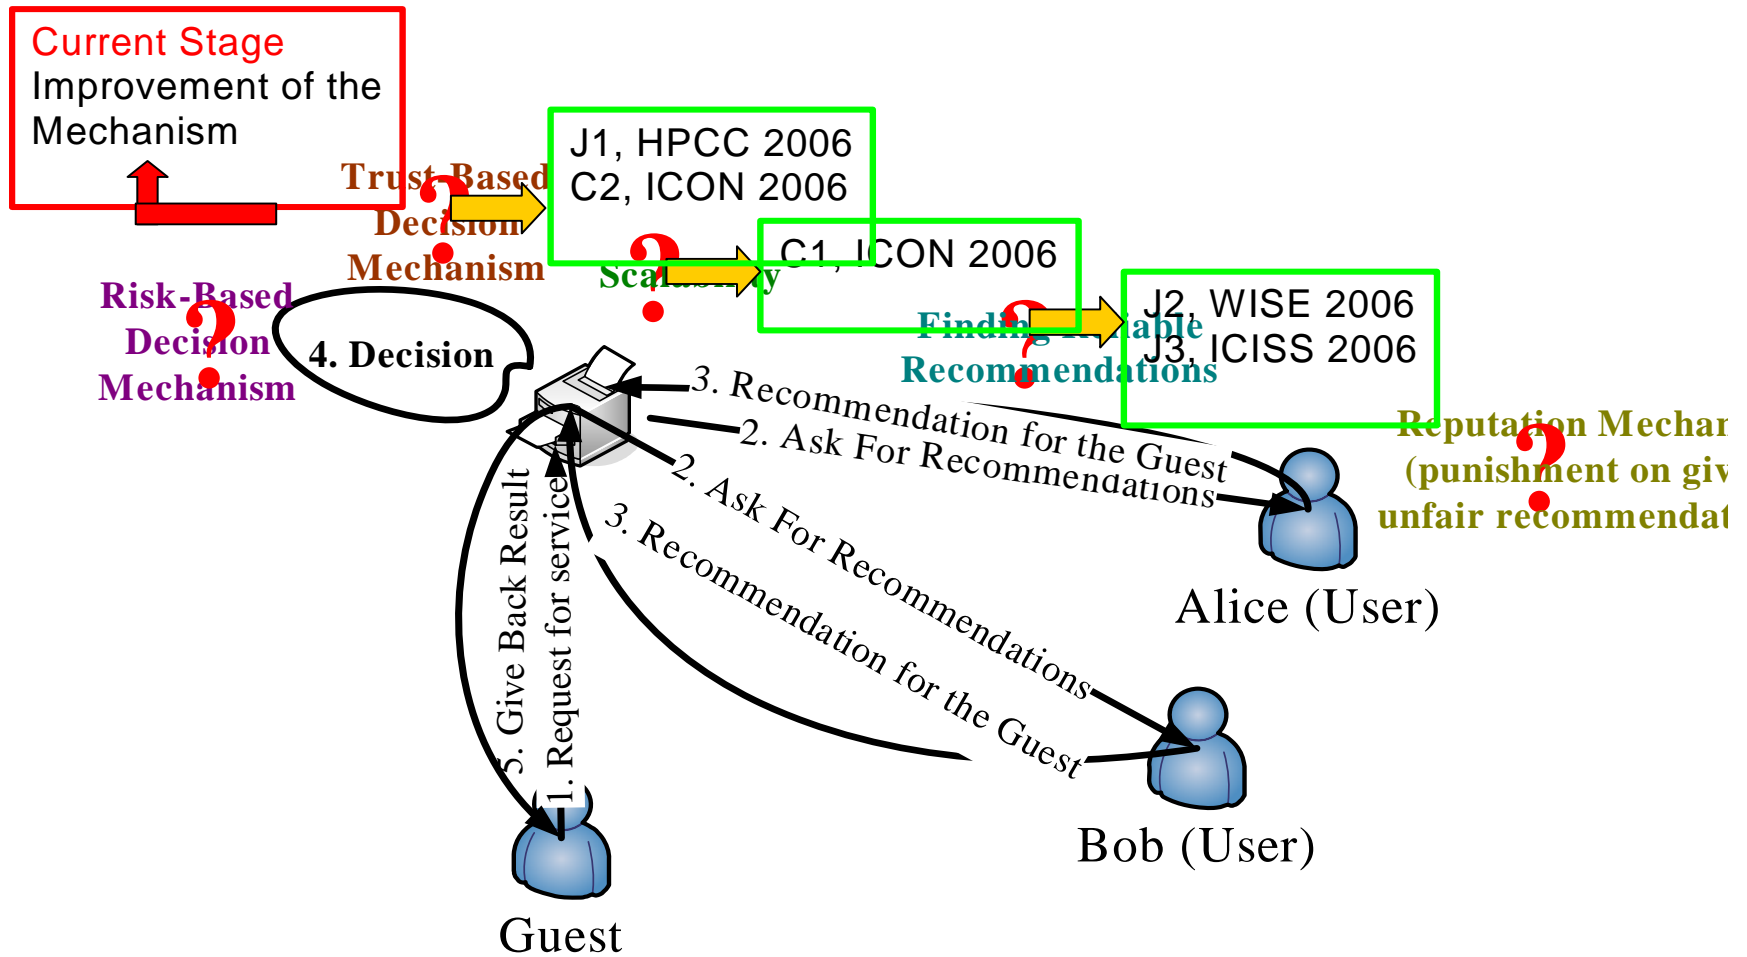 Current Stage
Improvement of the
Mechanism
J1, HPCC 2006
C2, ICON 2006
Trust-Based
Decision
Mechanism
?
C1, ICON 2006
Scalability
?
J2, WISE 2006
J3, ICISS 2006
Finding Reliable
Recommendations
?
Risk-Based
Decision
Mechanism
?
4. Decision
3. Recommendation for the Guest
2. Ask For Recommendations
Reputation Mechan
(punishment on giv
unfair recommendat
?
2. Ask For Recommendations
3. Recommendation for the Guest
5. Give Back Result
1. Request for service
Alice (User)
Bob (User)
Guest